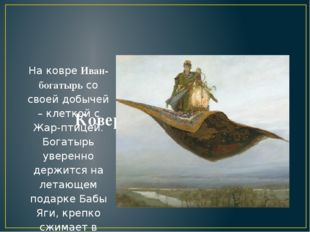 На ковре Иван-
богатырь со
своей добычей
– клеткой с
Жар-птицей.
Богатырь
уверенно
держится на
летающем
подарке Бабы
Яги, крепко
сжимает в